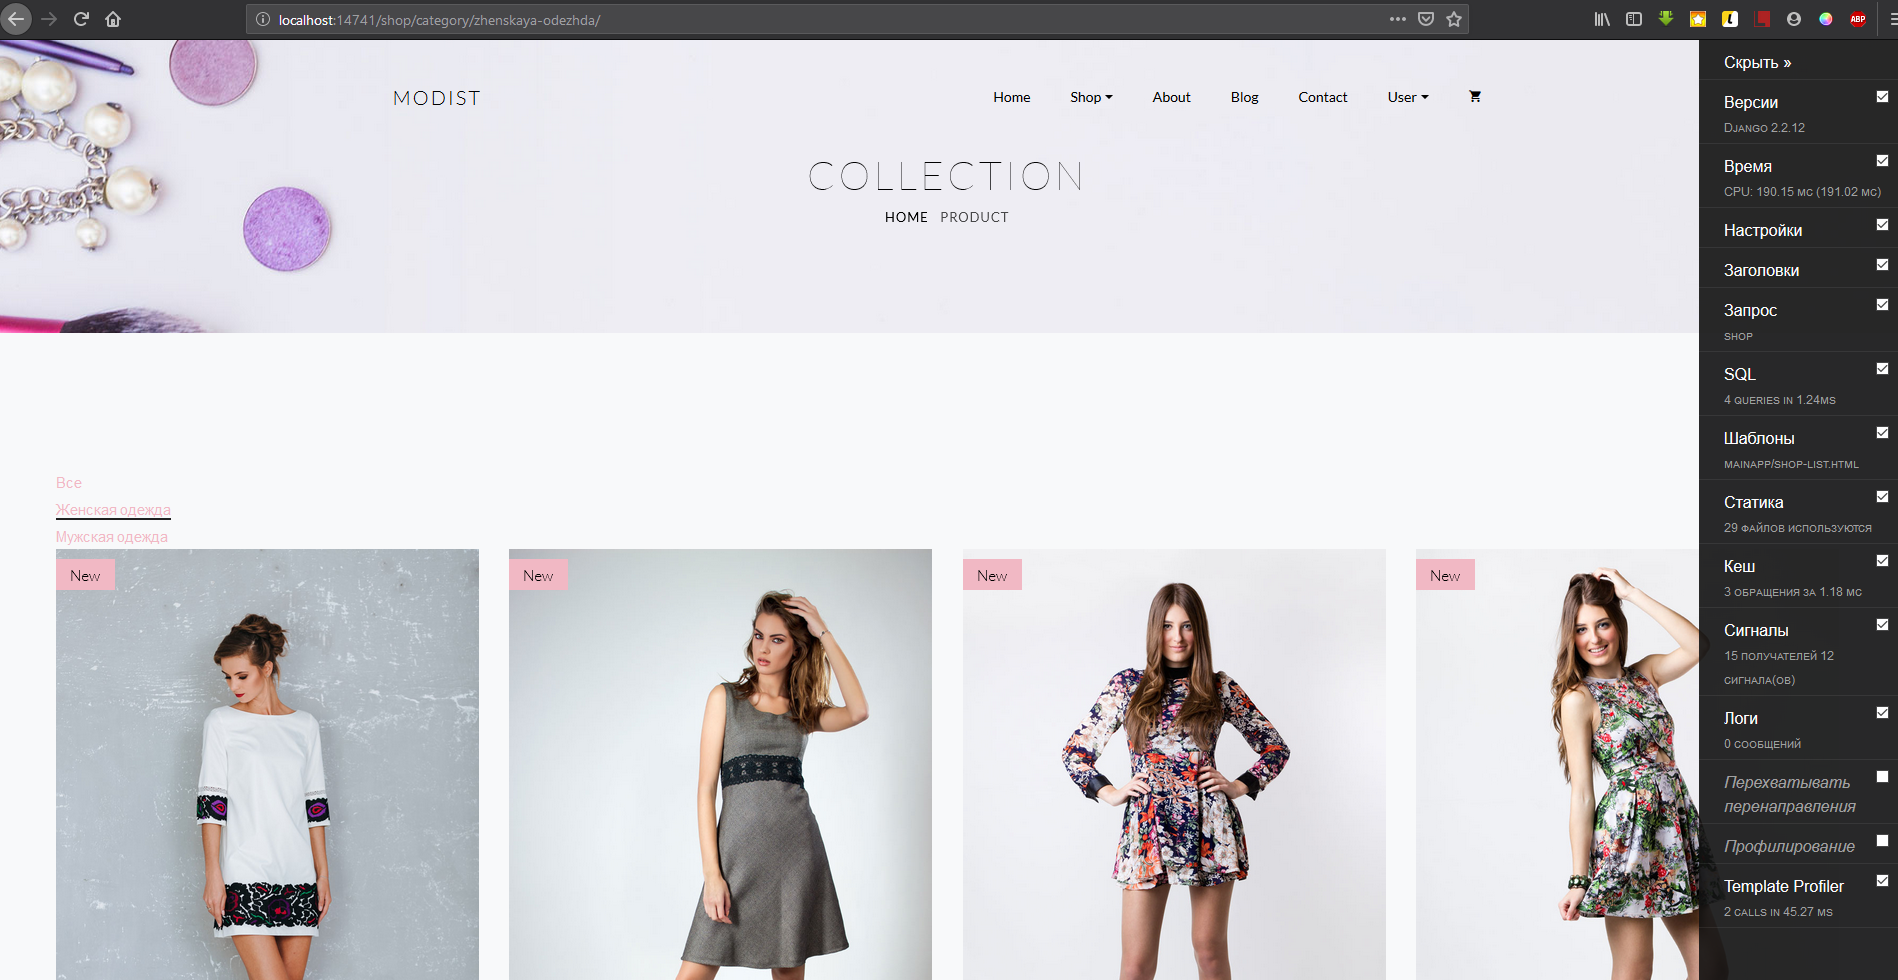 localhost:14741/shop/category/zhenskaya-odezhda/
ABP
MODIST
Home
Shop
About
Blog
Contact
User
COLLECTION
HOME PRODUCT
Все
Женская одежда
Мужская одежда
New
New
New
New
Скрыть »
Версии
Django 2.2.12
Время
CPU: 190.15 мс (191.02 мс)
Настройки
Заголовки
Запрос
shop
SQL
4 queries in 1.24ms
Шаблоны
mainapp/shop-list.html
Статика
29 файлов используются
Кеш
3 обращения за 1.18 мс
Сигналы
15 получателей 12
сигнала(ов)
Логи
0 сообщений
Перехватывать
перенаправления
Профилирование
Template Profiler
2 calls in 45.27 ms